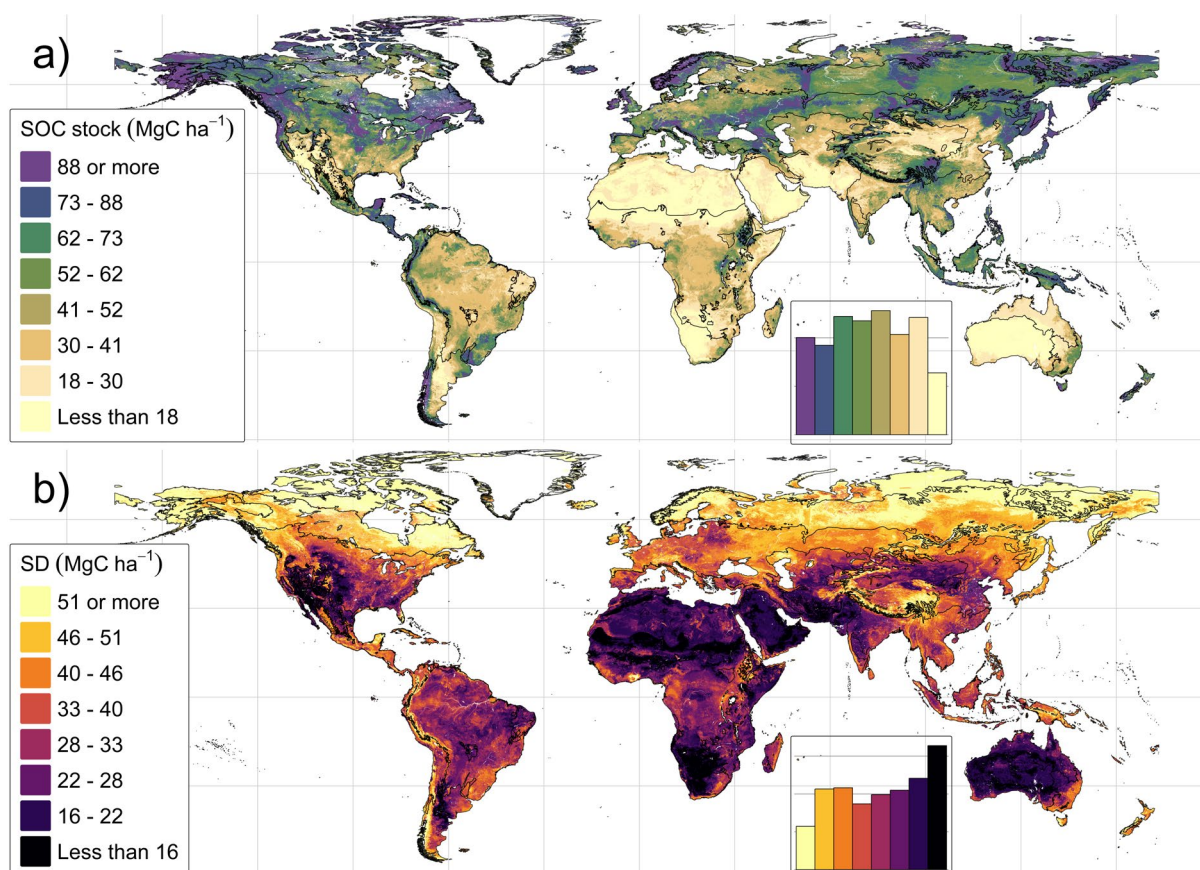 a)
SOC stock (MgC ha⁻¹)
88 or more
73 - 88
62 - 73
52 - 62
41 - 52
30 - 41
18 - 30
Less than 18
b)
SD (MgC ha⁻¹)
51 or more
46 - 51
40 - 46
33 - 40
28 - 33
22 - 28
16 - 22
Less than 16